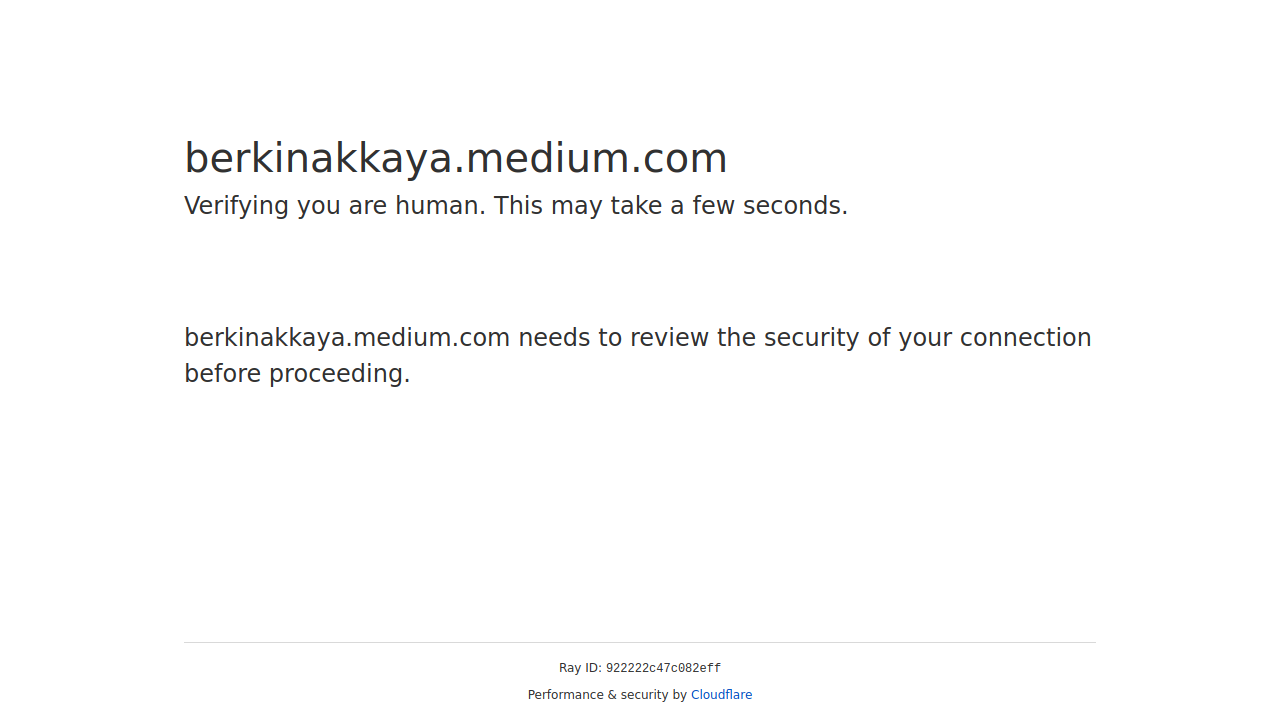 berkinakkaya.medium.com
Verifying you are human. This may take a few seconds.
berkinakkaya.medium.com needs to review the security of your connection
before proceeding.
Ray ID: 922222c47c082eff
Performance & security by Cloudflare